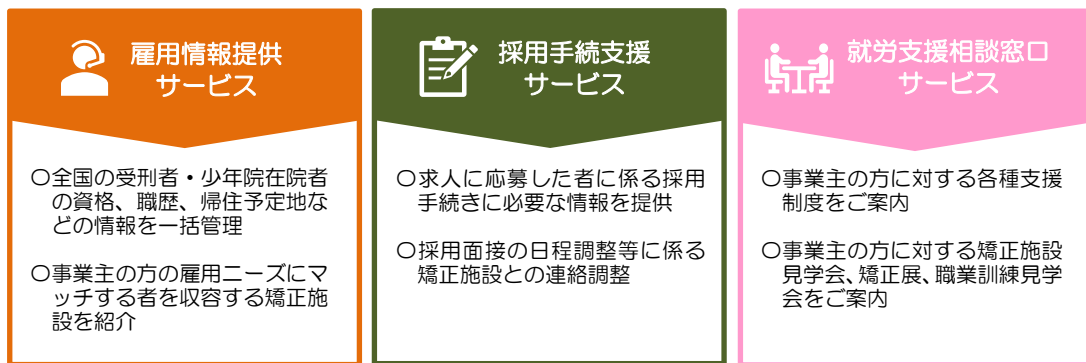 雇用情報提供
サービス
〇全国の受刑者・少年院在院者
の資格、職歴、帰住予定地な
どの情報を一括管理
〇事業主の方の雇用ニーズにマ
ッチする者を収容する矯正施
設を紹介
採用手続支援
サービス
〇求人に応募した者に係る採用
手続きに必要な情報を提供
〇採用面接の日程調整等に係る
矯正施設との連絡調整
就労支援相談窓口
サービス
〇事業主の方に対する各種支援
制度をご案内
〇事業主の方に対する矯正施設
見学会、矯正展、職業訓練見学
会をご案内